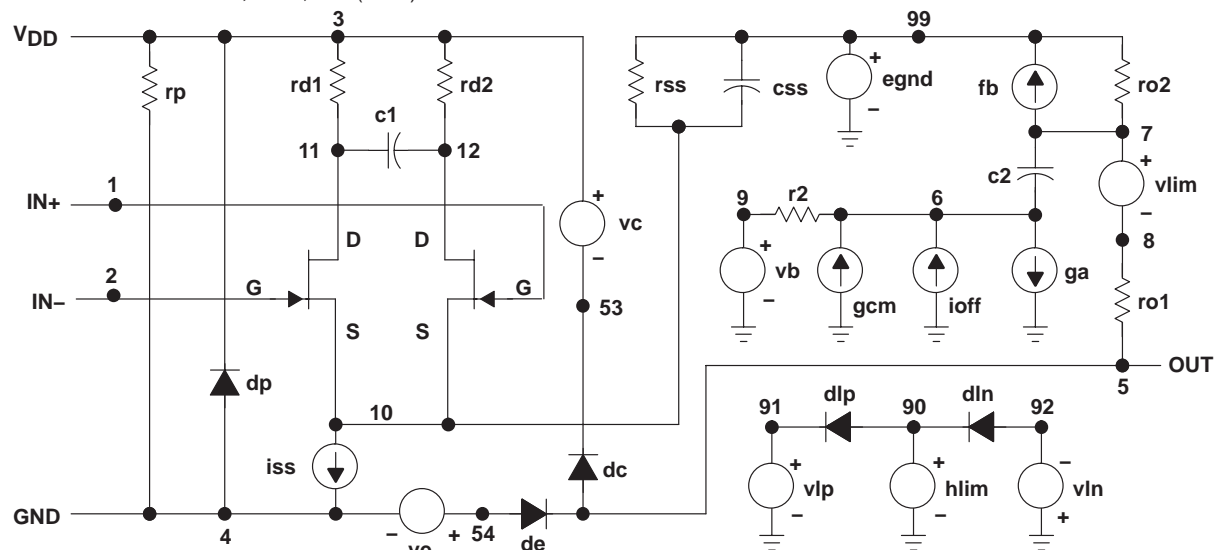 3
99
VDD
rp
rd1
rd2
rss
css
egnd
+
−
fb
ro2
7
c1
11
12
c2
+
vlim
−
1
IN+
9
r2
6
8
D
D
+
vc
−
+
vb
−
gcm
ioff
ga
ro1
2
IN−
G
G
S
S
53
OUT
5
dp
10
91
dlp
90
dln
92
iss
dc
+
vlp
−
+
hlim
−
−
vln
+
GND
4
−
+
54
de